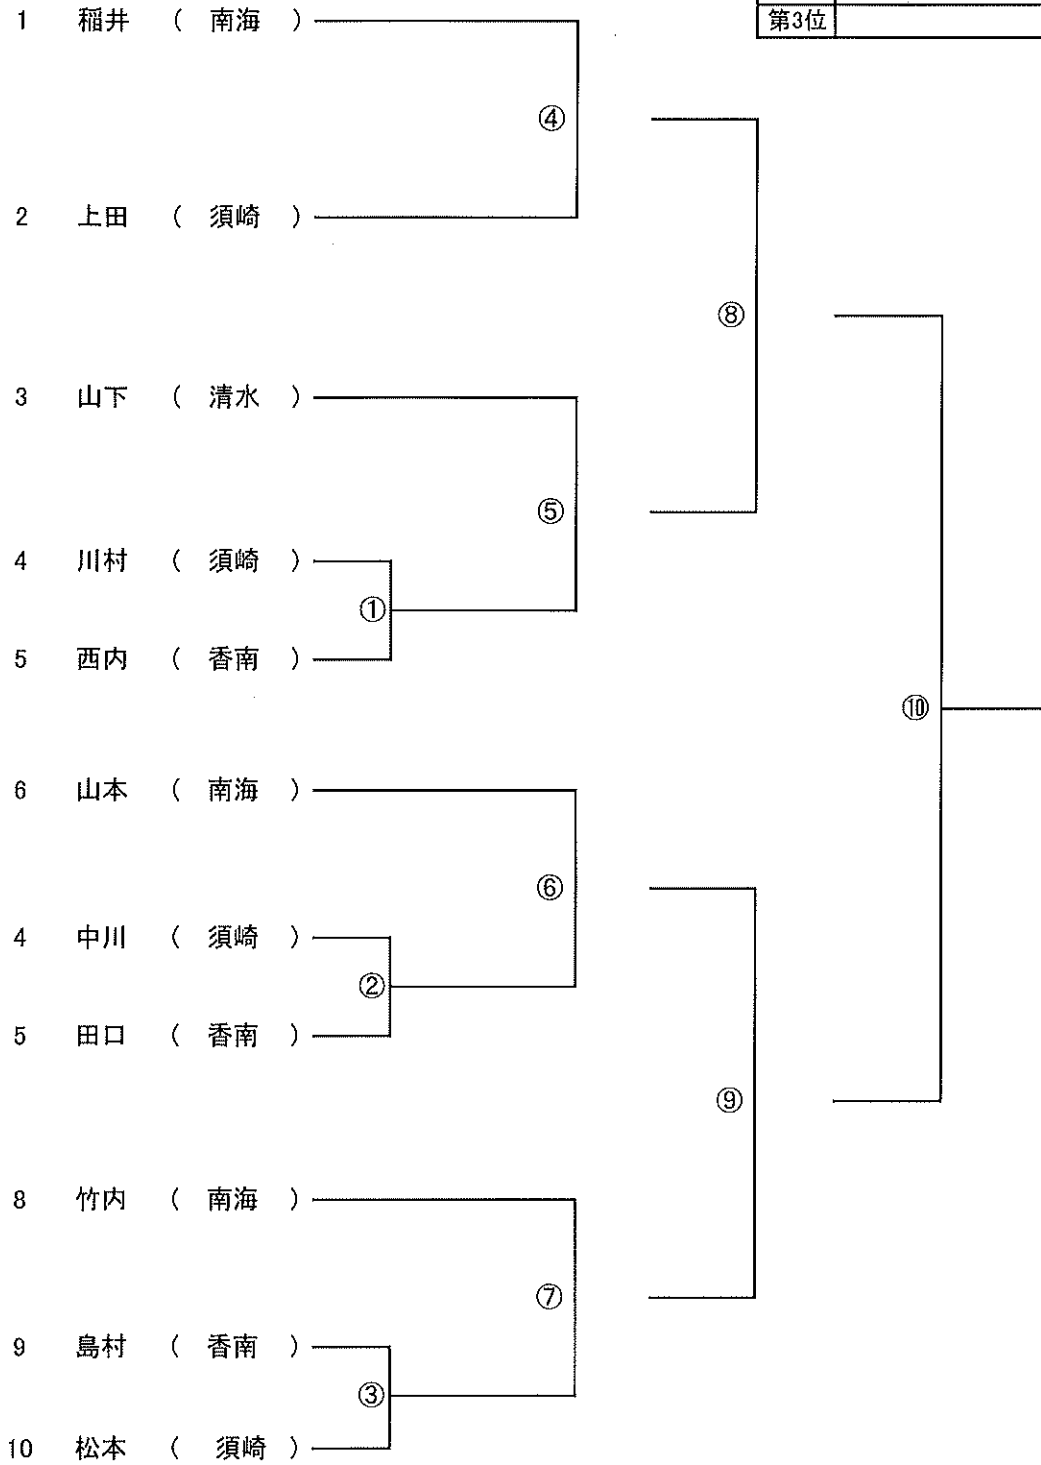 第3位
1 稲井 ( 南海 )
④
2 上田 ( 須崎 )
⑧
3 山下 ( 清水 )
⑤
4 川村 ( 須崎 )
①
5 西内 ( 香南 )
⑩
6 山本 ( 南海 )
⑥
4 中川 ( 須崎 )
②
5 田口 ( 香南 )
⑨
8 竹内 ( 南海 )
⑦
9 島村 ( 香南 )
③
10 松本 ( 須崎 )